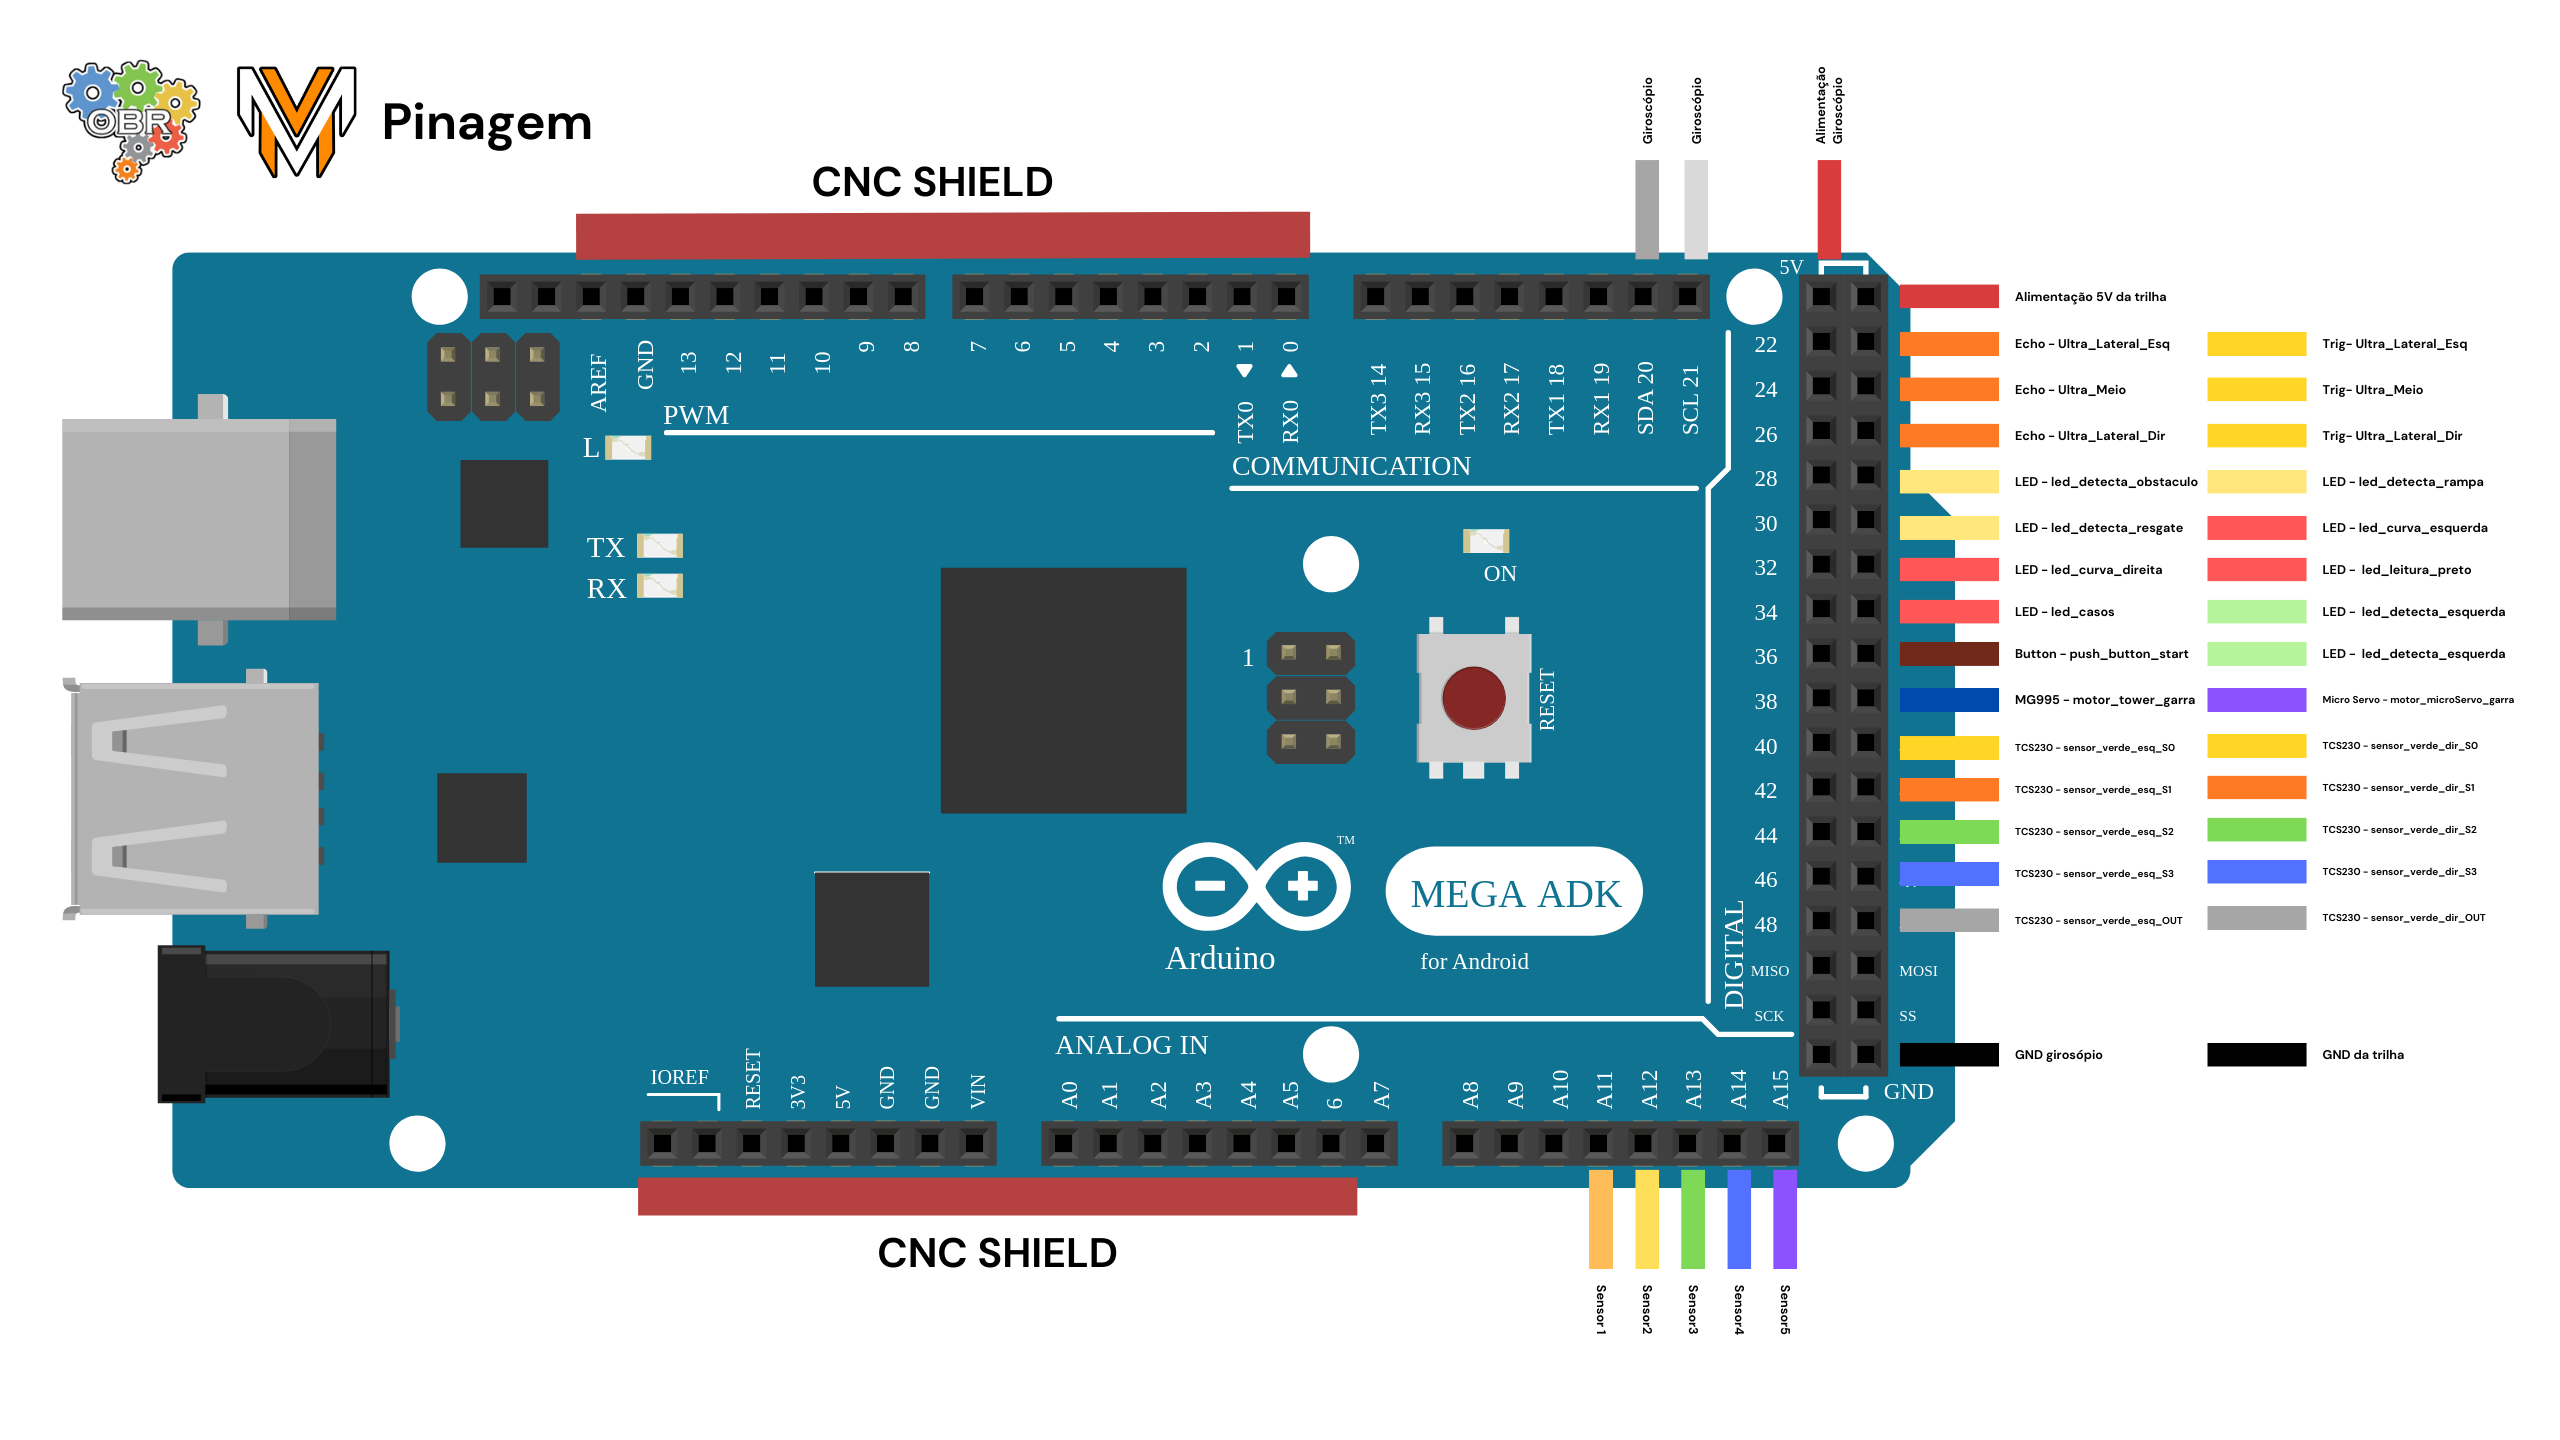 OBR
Pinagem
CNC SHIELD
Giroscópio
Giroscópio
Alimentação
Giroscópio
5V
Alimentação 5V da trilha
AREF
GND
13
12
11
10
9
8
7
6
5
4
3
2
TX0 1
RX0 0
TX3 14
RX3 15
TX2 16
RX2 17
TX1 18
RX1 19
SDA 20
SCL 21
PWM
COMMUNICATION
L
TX
RX
ON
1
RESET
22
Echo - Ultra_Lateral_Esq
Trig- Ultra_Lateral_Esq
24
Echo - Ultra_Meio
Trig- Ultra_Meio
26
Echo - Ultra_Lateral_Dir
Trig- Ultra_Lateral_Dir
28
LED - led_detecta_obstaculo
LED - led_detecta_rampa
30
LED - led_detecta_resgate
LED - led_curva_esquerda
32
LED - led_curva_direita
LED - led_leitura_preto
34
LED - led_casos
LED - led_detecta_esquerda
36
Button - push_button_start
LED - led_detecta_esquerda
38
MG995 - motor_tower_garra
Micro Servo - motor_microServo_garra
40
TCS230 - sensor_verde_esq_S0
TCS230 - sensor_verde_dir_S0
42
TCS230 - sensor_verde_esq_S1
TCS230 - sensor_verde_dir_S1
44
TCS230 - sensor_verde_esq_S2
TCS230 - sensor_verde_dir_S2
46
TCS230 - sensor_verde_esq_S3
TCS230 - sensor_verde_dir_S3
48
TCS230 - sensor_verde_esq_OUT
TCS230 - sensor_verde_dir_OUT
MISO
MOSI
SCK
SS
DIGITAL
GND girosópio
GND da trilha
GND
TM
Arduino
MEGA ADK
for Android
ANALOG IN
IOREF
RESET
3V3
5V
GND
GND
VIN
A0
A1
A2
A3
A4
A5
6
A7
A8
A9
A10
A11
A12
A13
A14
A15
CNC SHIELD
Sensor 1
Sensor2
Sensor3
Sensor4
Sensor5